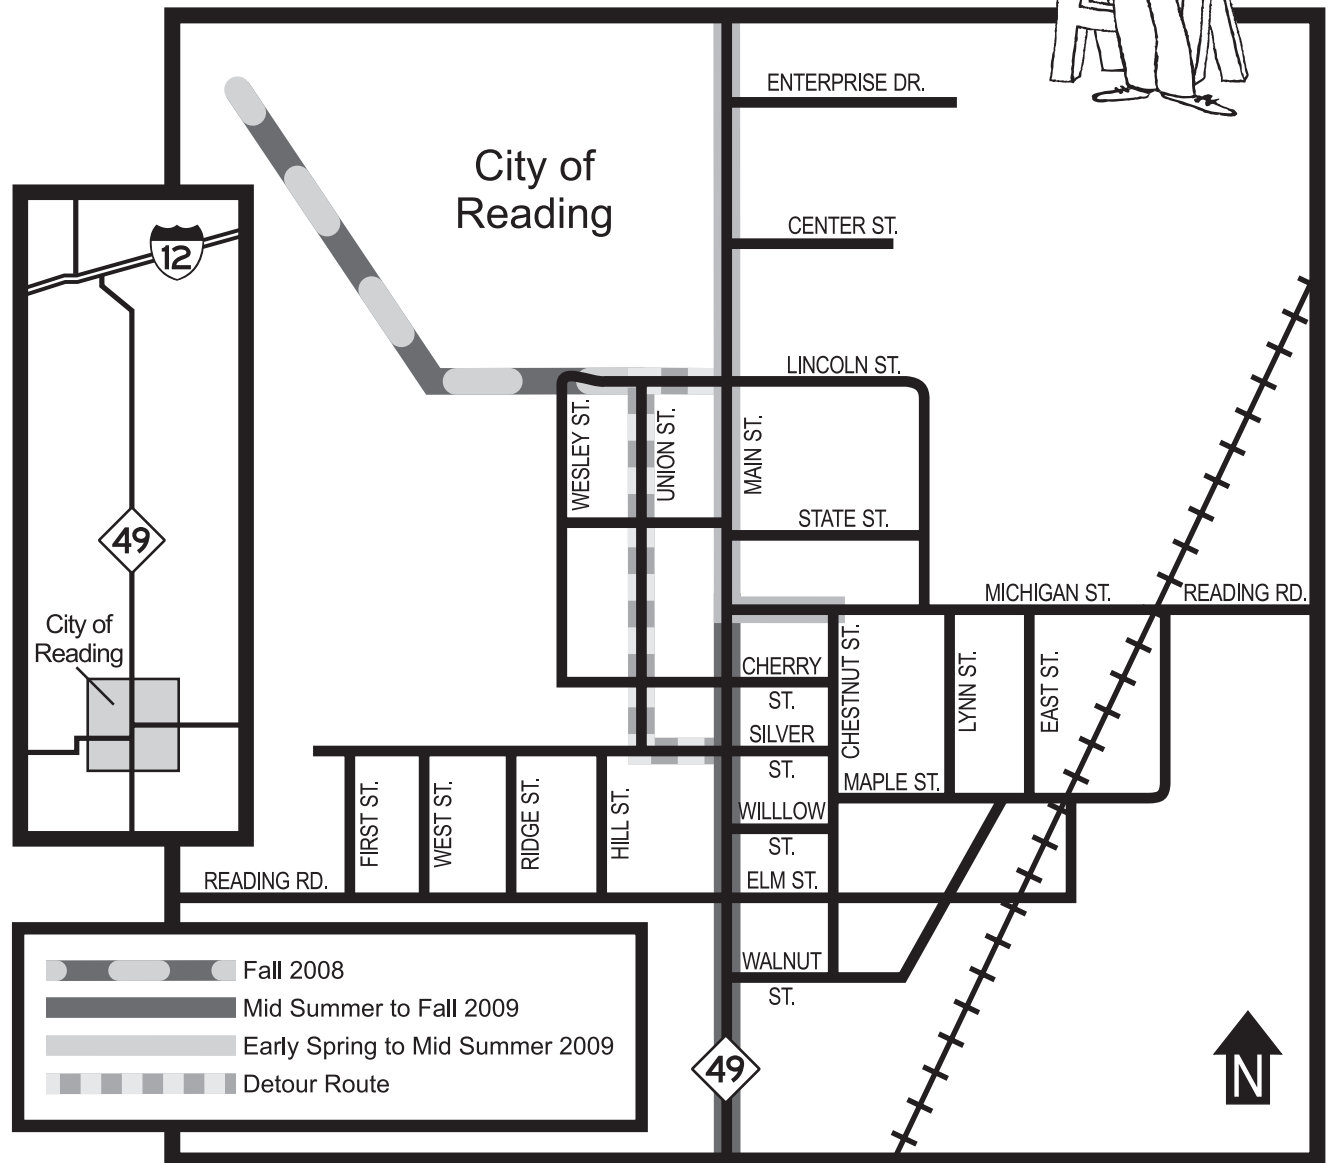 ENTERPRISE DR.
City of
Reading
CENTER ST.
12
LINCOLN ST.
WESLEY ST.
UNION ST.
MAIN ST.
STATE ST.
49
MICHIGAN ST.
READING RD.
City of
Reading
CHERRY
ST.
CHESTNUT ST.
LYNN ST.
EAST ST.
SILVER
ST.
MAPLE ST.
FIRST ST.
WEST ST.
RIDGE ST.
HILL ST.
WILLLOW
ST.
READING RD.
ELM ST.
WALNUT
ST.
Fall 2008
Mid Summer to Fall 2009
Early Spring to Mid Summer 2009
Detour Route
49
N